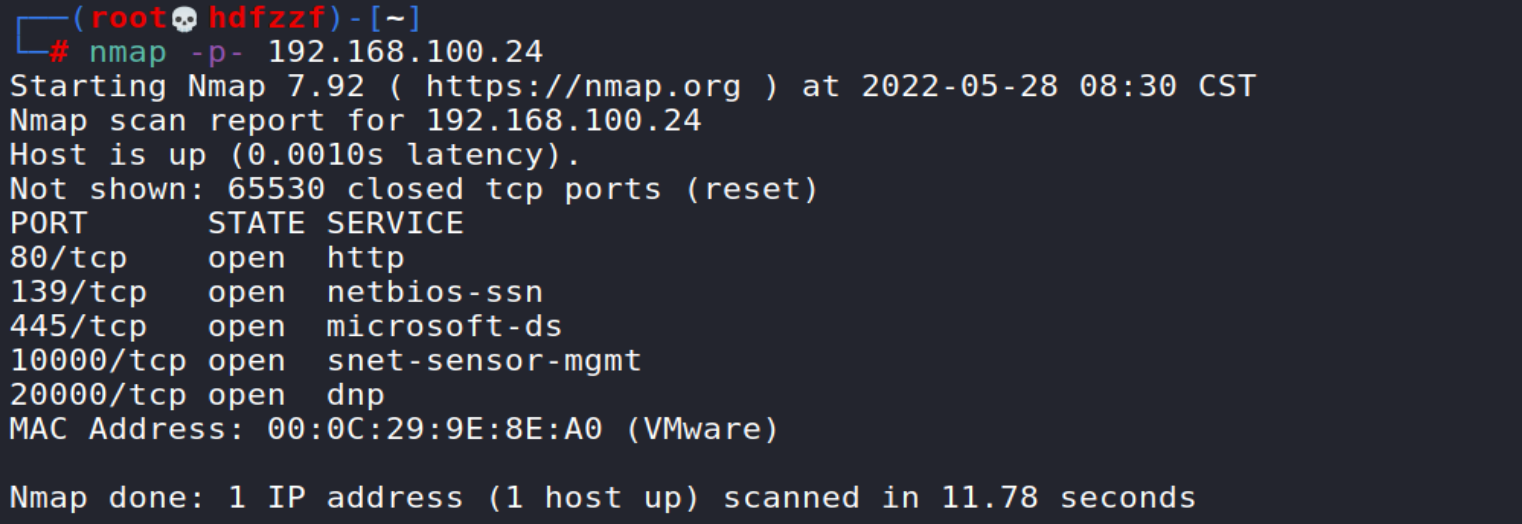 ┌──(root💀hdfzzf)-[~]
└─# nmap -p- 192.168.100.24
Starting Nmap 7.92 ( https://nmap.org ) at 2022-05-28 08:30 CST
Nmap scan report for 192.168.100.24
Host is up (0.0010s latency).
Not shown: 65530 closed tcp ports (reset)
PORT      STATE SERVICE
80/tcp    open  http
139/tcp   open  netbios-ssn
445/tcp   open  microsoft-ds
10000/tcp open  snet-sensor-mgmt
20000/tcp open  dnp
MAC Address: 00:0C:29:9E:8E:A0 (VMware)
Nmap done: 1 IP address (1 host up) scanned in 11.78 seconds